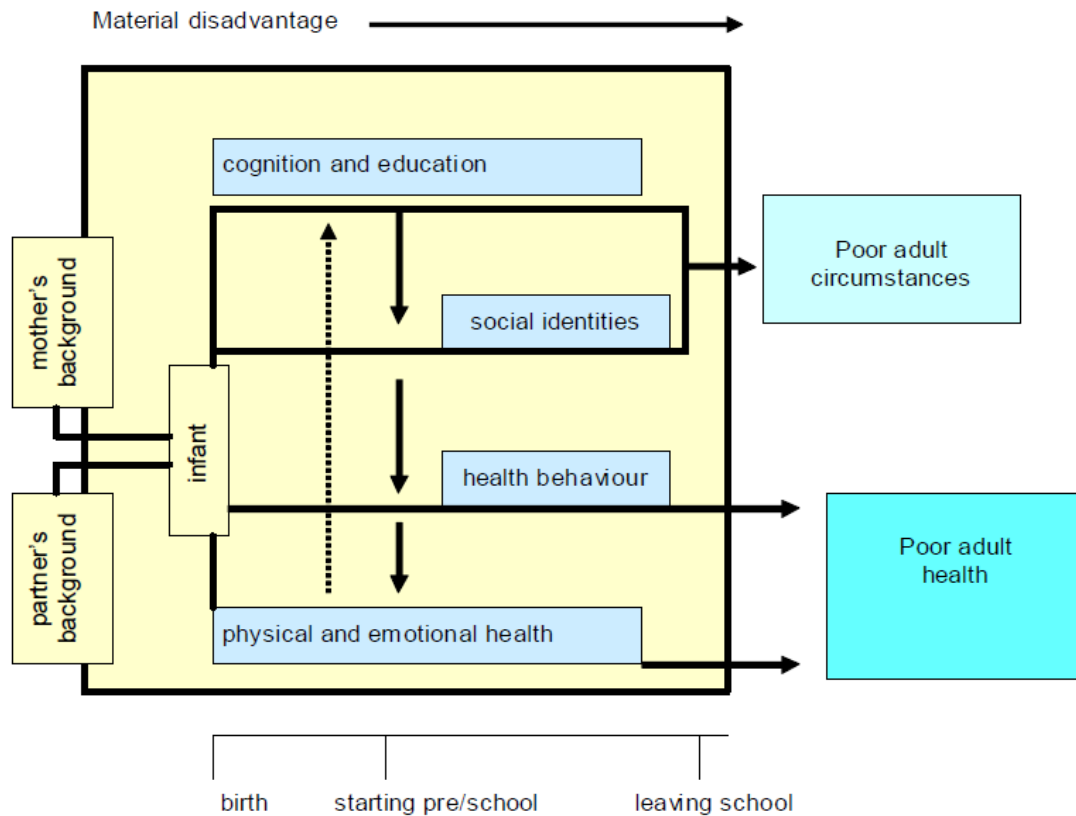 Material disadvantage
cognition and education
mother's
background
Poor adult
circumstances
social identities
infant
health behaviour
partner's
background
Poor adult
health
physical and emotional health
birth
starting pre/school
leaving school